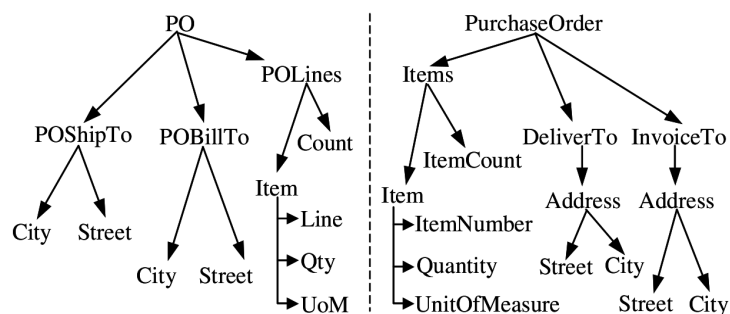 PO
PurchaseOrder
POLines
Items
POShipTo
POBillTo
Count
ItemCount
DeliverTo
InvoiceTo
Item
Item
Address
Address
City
Street
Line
ItemNumber
City
Street
Qty
Quantity
Street
City
UoM
UnitOfMeasure
Street
City